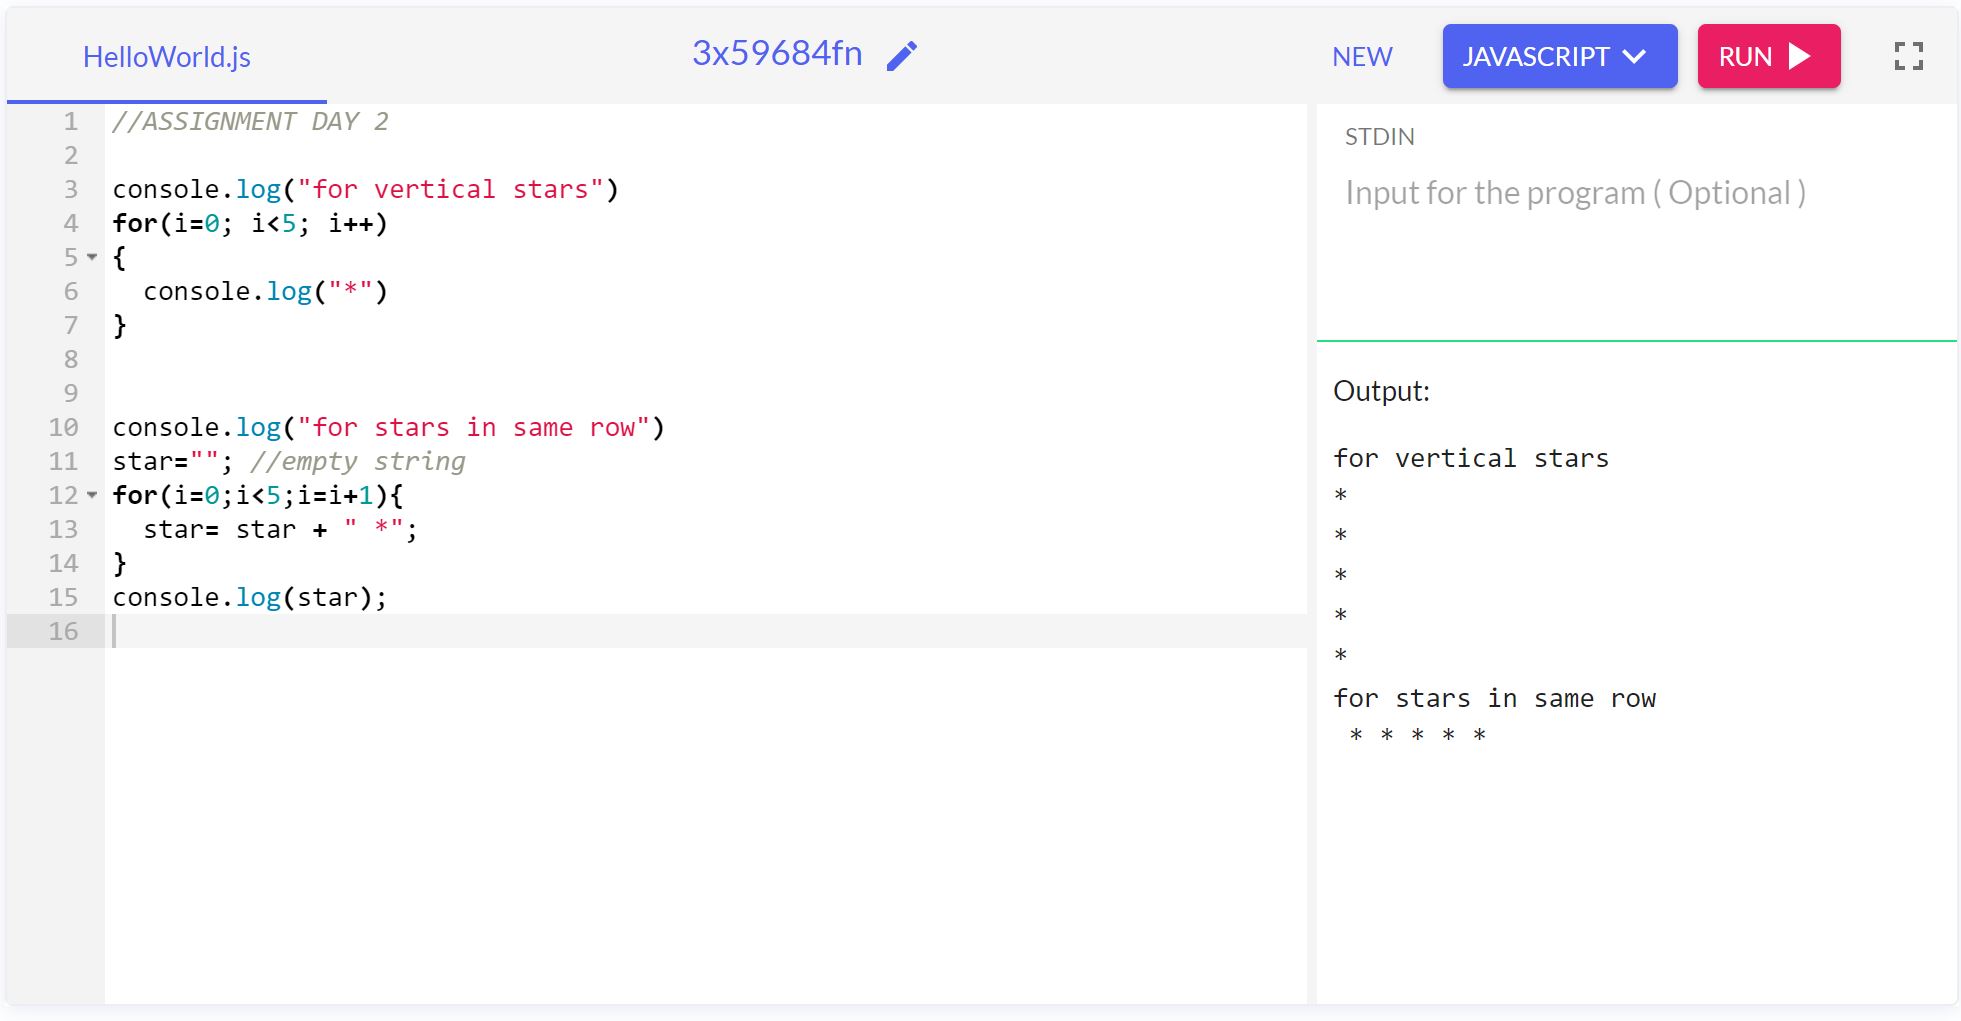 HelloWorld.js
3x59684fn
NEW
JAVASCRIPT
RUN
1 //ASSIGNMENT DAY 2
2
3 console.log("for vertical stars")
4 for(i=0; i<5; i++)
5 {
6   console.log("*")
7 }
8
9
10 console.log("for stars in same row")
11 star=""; //empty string
12 for(i=0;i<5;i=i+1){
13   star= star + " *";
14 }
15 console.log(star);
16
STDIN
Input for the program ( Optional )
Output:
for vertical stars
*
*
*
*
*
for stars in same row
 * * * * *